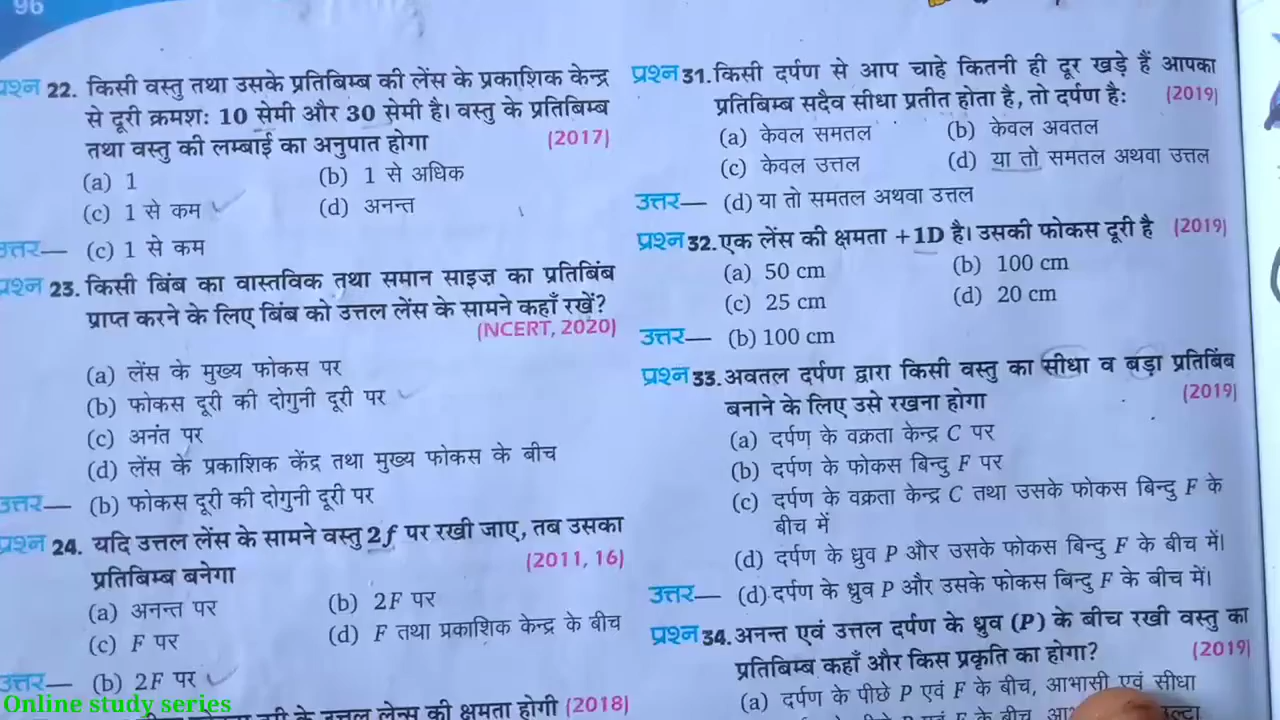 96
प्रश्न 22. किसी वस्तु तथा उसके प्रतिबिम्ब की लेंस के प्रकाशिक केन्द्र
से दूरी क्रमशः 10 सेमी और 30 सेमी है। वस्तु के प्रतिबिम्ब
तथा वस्तु की लम्बाई का अनुपात होगा (2017)
(a) 1 (b) 1 से अधिक
(c) 1 से कम (d) अनन्त
उत्तर— (c) 1 से कम
प्रश्न 23. किसी बिंब का वास्तविक तथा समान साइज़ का प्रतिबिंब
प्राप्त करने के लिए बिंब को उत्तल लेंस के सामने कहाँ रखें?
(NCERT, 2020)
(a) लेंस के मुख्य फोकस पर
(b) फोकस दूरी की दोगुनी दूरी पर
(c) अनंत पर
(d) लेंस के प्रकाशिक केंद्र तथा मुख्य फोकस के बीच
उत्तर— (b) फोकस दूरी की दोगुनी दूरी पर
प्रश्न 24. यदि उत्तल लेंस के सामने वस्तु 2f पर रखी जाए, तब उसका
प्रतिबिम्ब बनेगा (2011, 16)
(a) अनन्त पर (b) 2F पर
(c) F पर (d) F तथा प्रकाशिक केन्द्र के बीच
उत्तर— (b) 2F पर
के उत्तल लेन्स की क्षमता होगी (2018)
प्रश्न 31. किसी दर्पण से आप चाहे कितनी ही दूर खड़े हैं आपका
प्रतिबिम्ब सदैव सीधा प्रतीत होता है, तो दर्पण है: (2019)
(a) केवल समतल (b) केवल अवतल
(c) केवल उत्तल (d) या तो समतल अथवा उत्तल
उत्तर— (d) या तो समतल अथवा उत्तल
प्रश्न 32. एक लेंस की क्षमता +1D है। उसकी फोकस दूरी है (2019)
(a) 50 cm (b) 100 cm
(c) 25 cm (d) 20 cm
उत्तर— (b) 100 cm
प्रश्न 33. अवतल दर्पण द्वारा किसी वस्तु का सीधा व बड़ा प्रतिबिंब
बनाने के लिए उसे रखना होगा (2019)
(a) दर्पण के वक्रता केन्द्र C पर
(b) दर्पण के फोकस बिन्दु F पर
(c) दर्पण के वक्रता केन्द्र C तथा उसके फोकस बिन्दु F के
बीच में
(d) दर्पण के ध्रुव P और उसके फोकस बिन्दु F के बीच में।
उत्तर— (d) दर्पण के ध्रुव P और उसके फोकस बिन्दु F के बीच में।
प्रश्न 34. अनन्त एवं उत्तल दर्पण के ध्रुव (P) के बीच रखी वस्तु का
प्रतिबिम्ब कहाँ और किस प्रकृति का होगा? (2019)
(a) दर्पण के पीछे P एवं F के बीच, आभासी एवं सीधा
Online study series